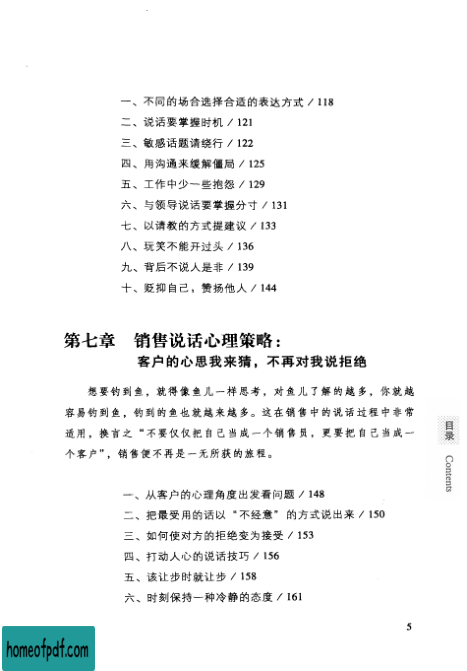 一、不同的场合选择合适的表达方式 / 118
二、说话要掌握时机 / 121
三、敏感话题请绕行 / 122
四、用沟通来缓解僵局 / 125
五、工作中少一些抱怨 / 129
六、与领导说话要掌握分寸 / 131
七、以请教的方式提建议 / 133
八、玩笑不能开过头 / 136
九、背后不说人是非 / 139
十、贬抑自己，赞扬他人 / 144
第七章 销售说话心理策略：
客户的心思我来猜，不再对我说拒绝
想要钓到鱼，就得像鱼儿一样思考，对鱼儿了解的越多，你就越
容易钓到鱼，钓到的鱼也就越来越多。这在销售中的说话过程中非常
适用，换言之“不要仅仅把自己当成一个销售员，更要把自己当成一
个客户”，销售便不再是一无所获的旅程。
一、从客户的心理角度出发看问题 / 148
二、把最受用的话以“不经意”的方式说出来 / 150
三、如何使对方的拒绝变为接受 / 153
四、打动人心的说话技巧 / 156
五、该让步时就让步 / 158
六、时刻保持一种冷静的态度 / 161
目录
Contents
5
homeofpdf.com